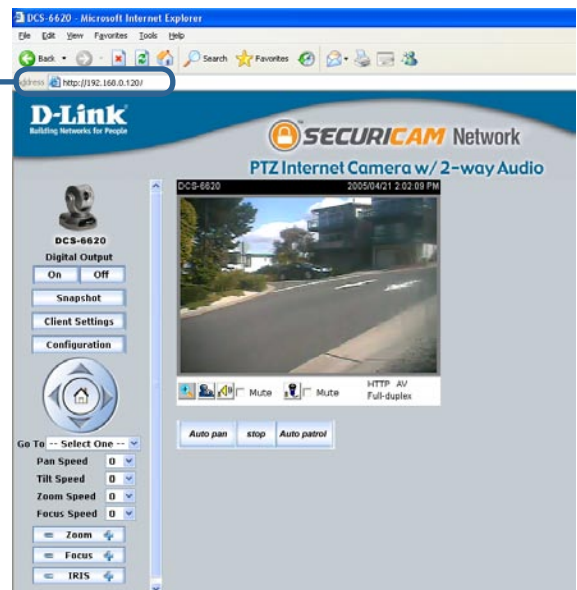 DCS-6620 - Microsoft Internet Explorer
File Edit View Favorites Tools Help
Back Search Favorites
Address http://192.168.0.120/
D-Link
Building Networks for People
SECURICAM Network
PTZ Internet Camera w/ 2-way Audio
DCS-6620 2005/04/21 2:02:09 PM
DCS-6620
Digital Output
On Off
Snapshot
Client Settings
Configuration
Mute Mute HTTP AV
Full-duplex
Auto pan stop Auto patrol
Go To -- Select One --
Pan Speed 0
Tilt Speed 0
Zoom Speed 0
Focus Speed 0
Zoom
Focus
IRIS